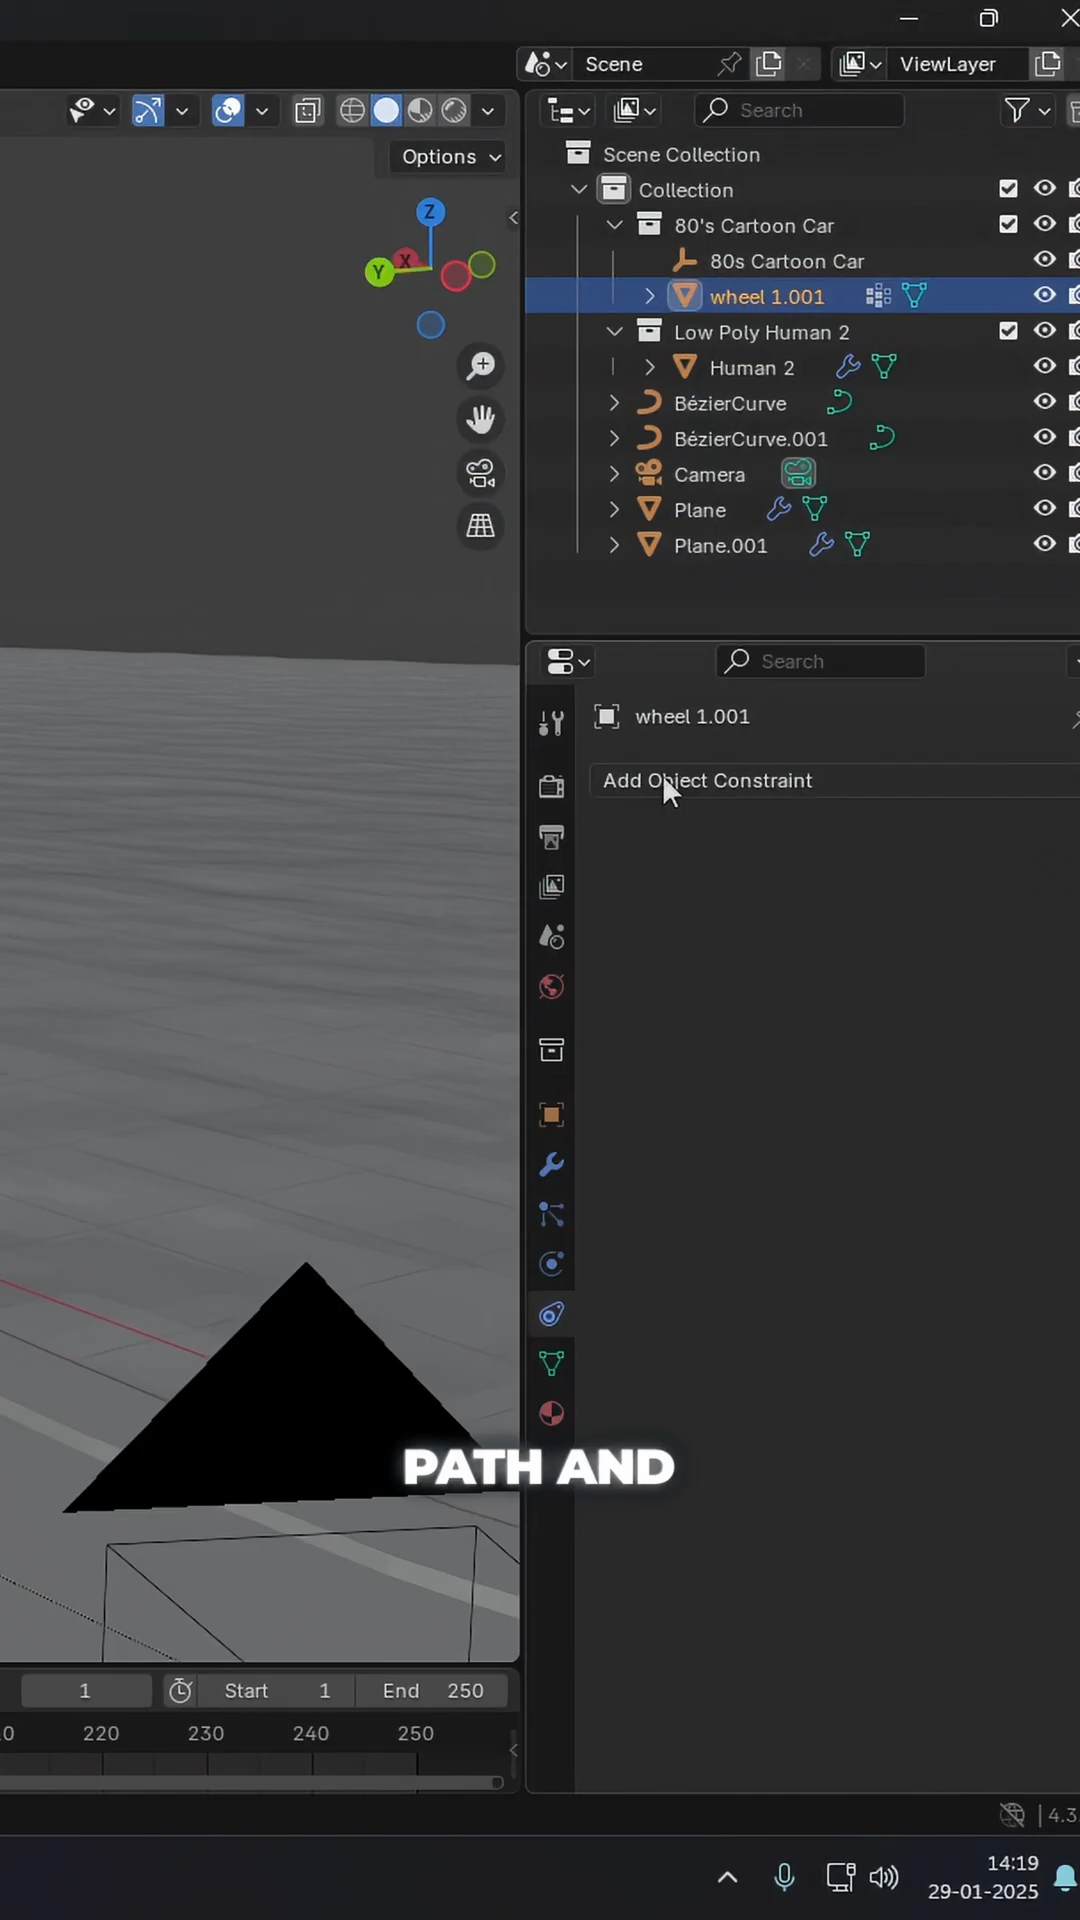 Scene
ViewLayer
Options
Search
Scene Collection
Collection
80's Cartoon Car
80s Cartoon Car
wheel 1.001
Low Poly Human 2
Human 2
BézierCurve
BézierCurve.001
Camera
Plane
Plane.001
Z
X
Y
Search
wheel 1.001
Add Object Constraint
PATH AND
1
Start 1
End 250
0 220 230 240 250
4.3
14:19
29-01-2025